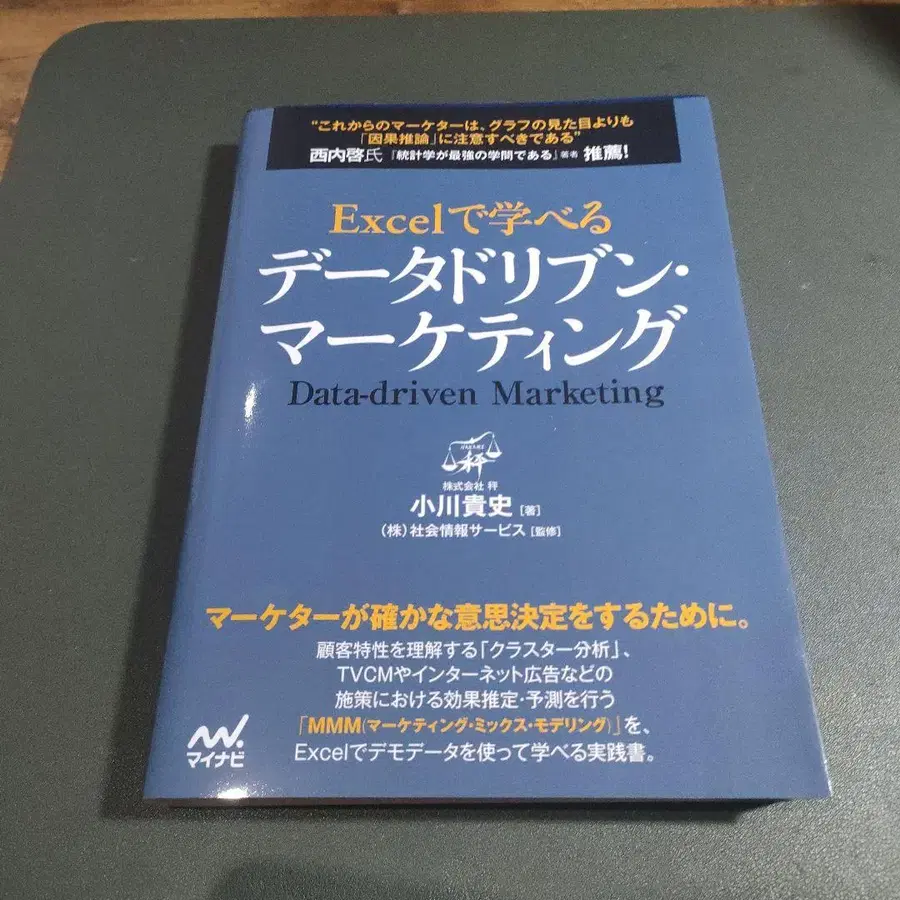 “これからのマーケターは、グラフの見た目よりも
「因果推論」に注意すべきである”
西内啓氏『統計学が最強の学問である』著者 推薦!
Excelで学べる
データドリブン・
マーケティング
Data-driven Marketing
秤
株式会社 秤
小川貴史 [著]
(株)社会情報サービス [監修]
マーケターが確かな意思決定をするために。
顧客特性を理解する「クラスター分析」、
TVCMやインターネット広告などの
施策における効果推定・予測を行う
「MMM(マーケティング・ミックス・モデリング)」を、
Excelでデモデータを使って学べる実践書。
マイナビ